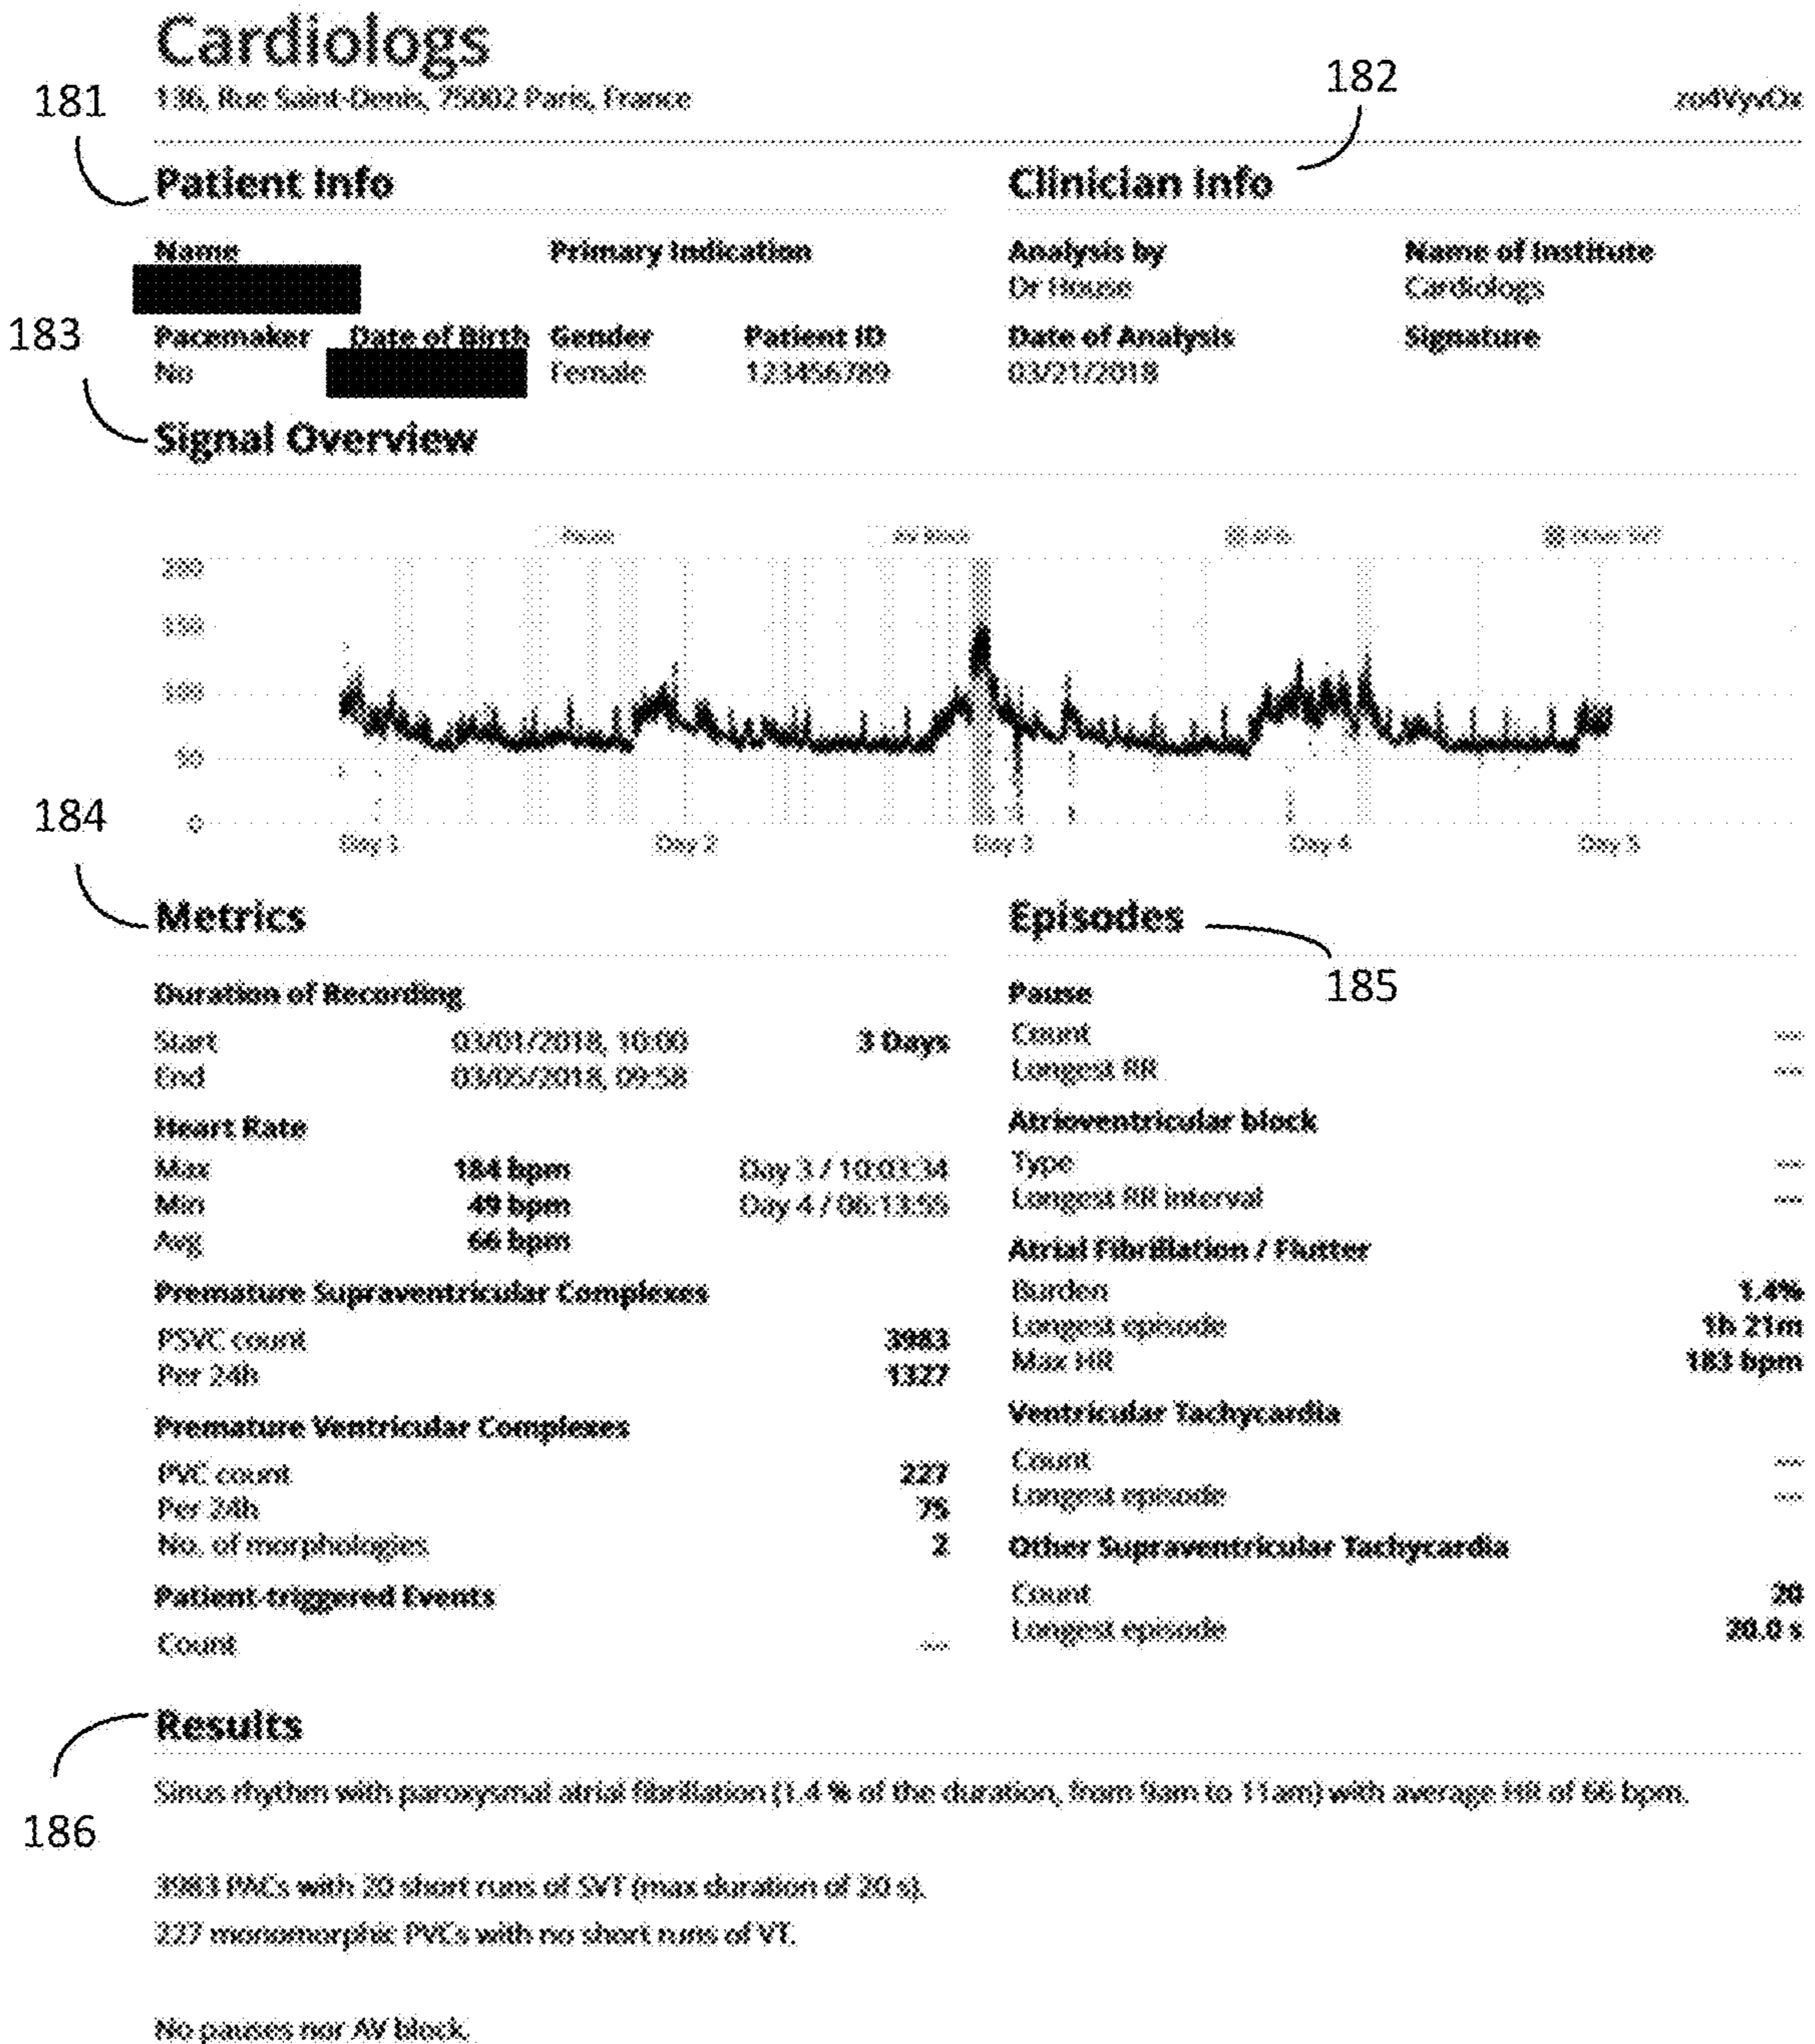 Cardiologs
182
181
136, Rue Saint-Denis, 75002 Paris, France
zo4VyvOx
Patient Info
Clinician Info
Name
Primary Indication
Analysis by
Name of Institute
Dr House
Cardiologs
183
Pacemaker
Date of Birth
Gender
Patient ID
Date of Analysis
Signature
No
Female
123456789
03/21/2018
Signal Overview
Pause
AV Block
Other SVT
200
150
100
50
0
Day 1
Day 2
Day 3
Day 4
Day 5
184
Metrics
Episodes
185
Duration of Recording
Start 03/01/2018, 10:00 3 Days
End 03/05/2018, 09:58
Heart Rate
Max 184 bpm Day 3 / 10:03:34
Min 49 bpm Day 4 / 06:13:55
Avg 66 bpm
Premature Supraventricular Complexes
PSVC count 3983
Per 24h 1327
Premature Ventricular Complexes
PVC count 227
Per 24h 75
No. of morphologies 2
Patient-triggered Events
Count ---
Pause
Count ---
Longest RR ---
Atrioventricular block
Type ---
Longest RR interval ---
Atrial Fibrillation / Flutter
Burden 1.4%
Longest episode 1h 21m
Max HR 183 bpm
Ventricular Tachycardia
Count ---
Longest episode ---
Other Supraventricular Tachycardia
Count 20
Longest episode 20.0 s
Results
186
Sinus rhythm with paroxysmal atrial fibrillation (1.4 % of the duration, from 9am to 11am) with average HR of 66 bpm.
3983 PACs with 20 short runs of SVT (max duration of 20 s).
227 monomorphic PVCs with no short runs of VT.
No pauses nor AV block.